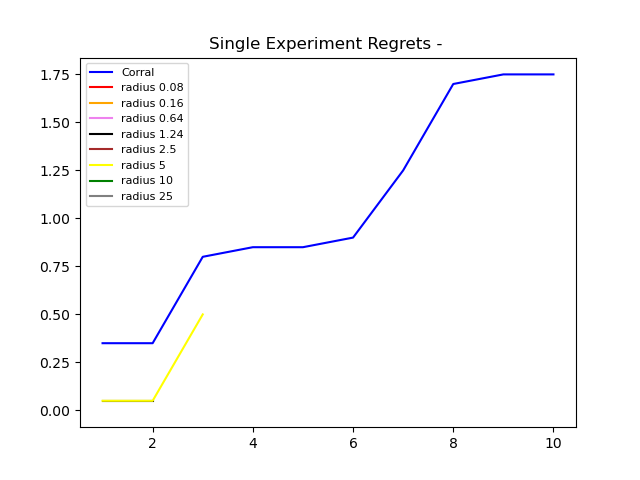 Single Experiment Regrets -
Corral
radius 0.08
radius 0.16
radius 0.64
radius 1.24
radius 2.5
radius 5
radius 10
radius 25
1.75
1.50
1.25
1.00
0.75
0.50
0.25
0.00
2 4 6 8 10